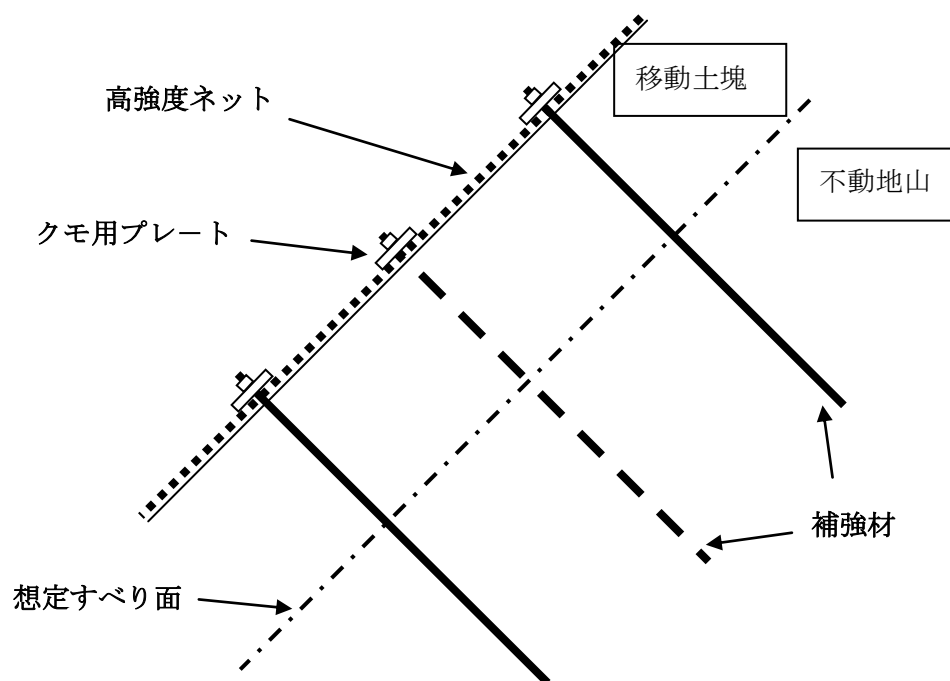 移動土塊
高強度ネット
不動地山
クモ用プレート
補強材
想定すべり面